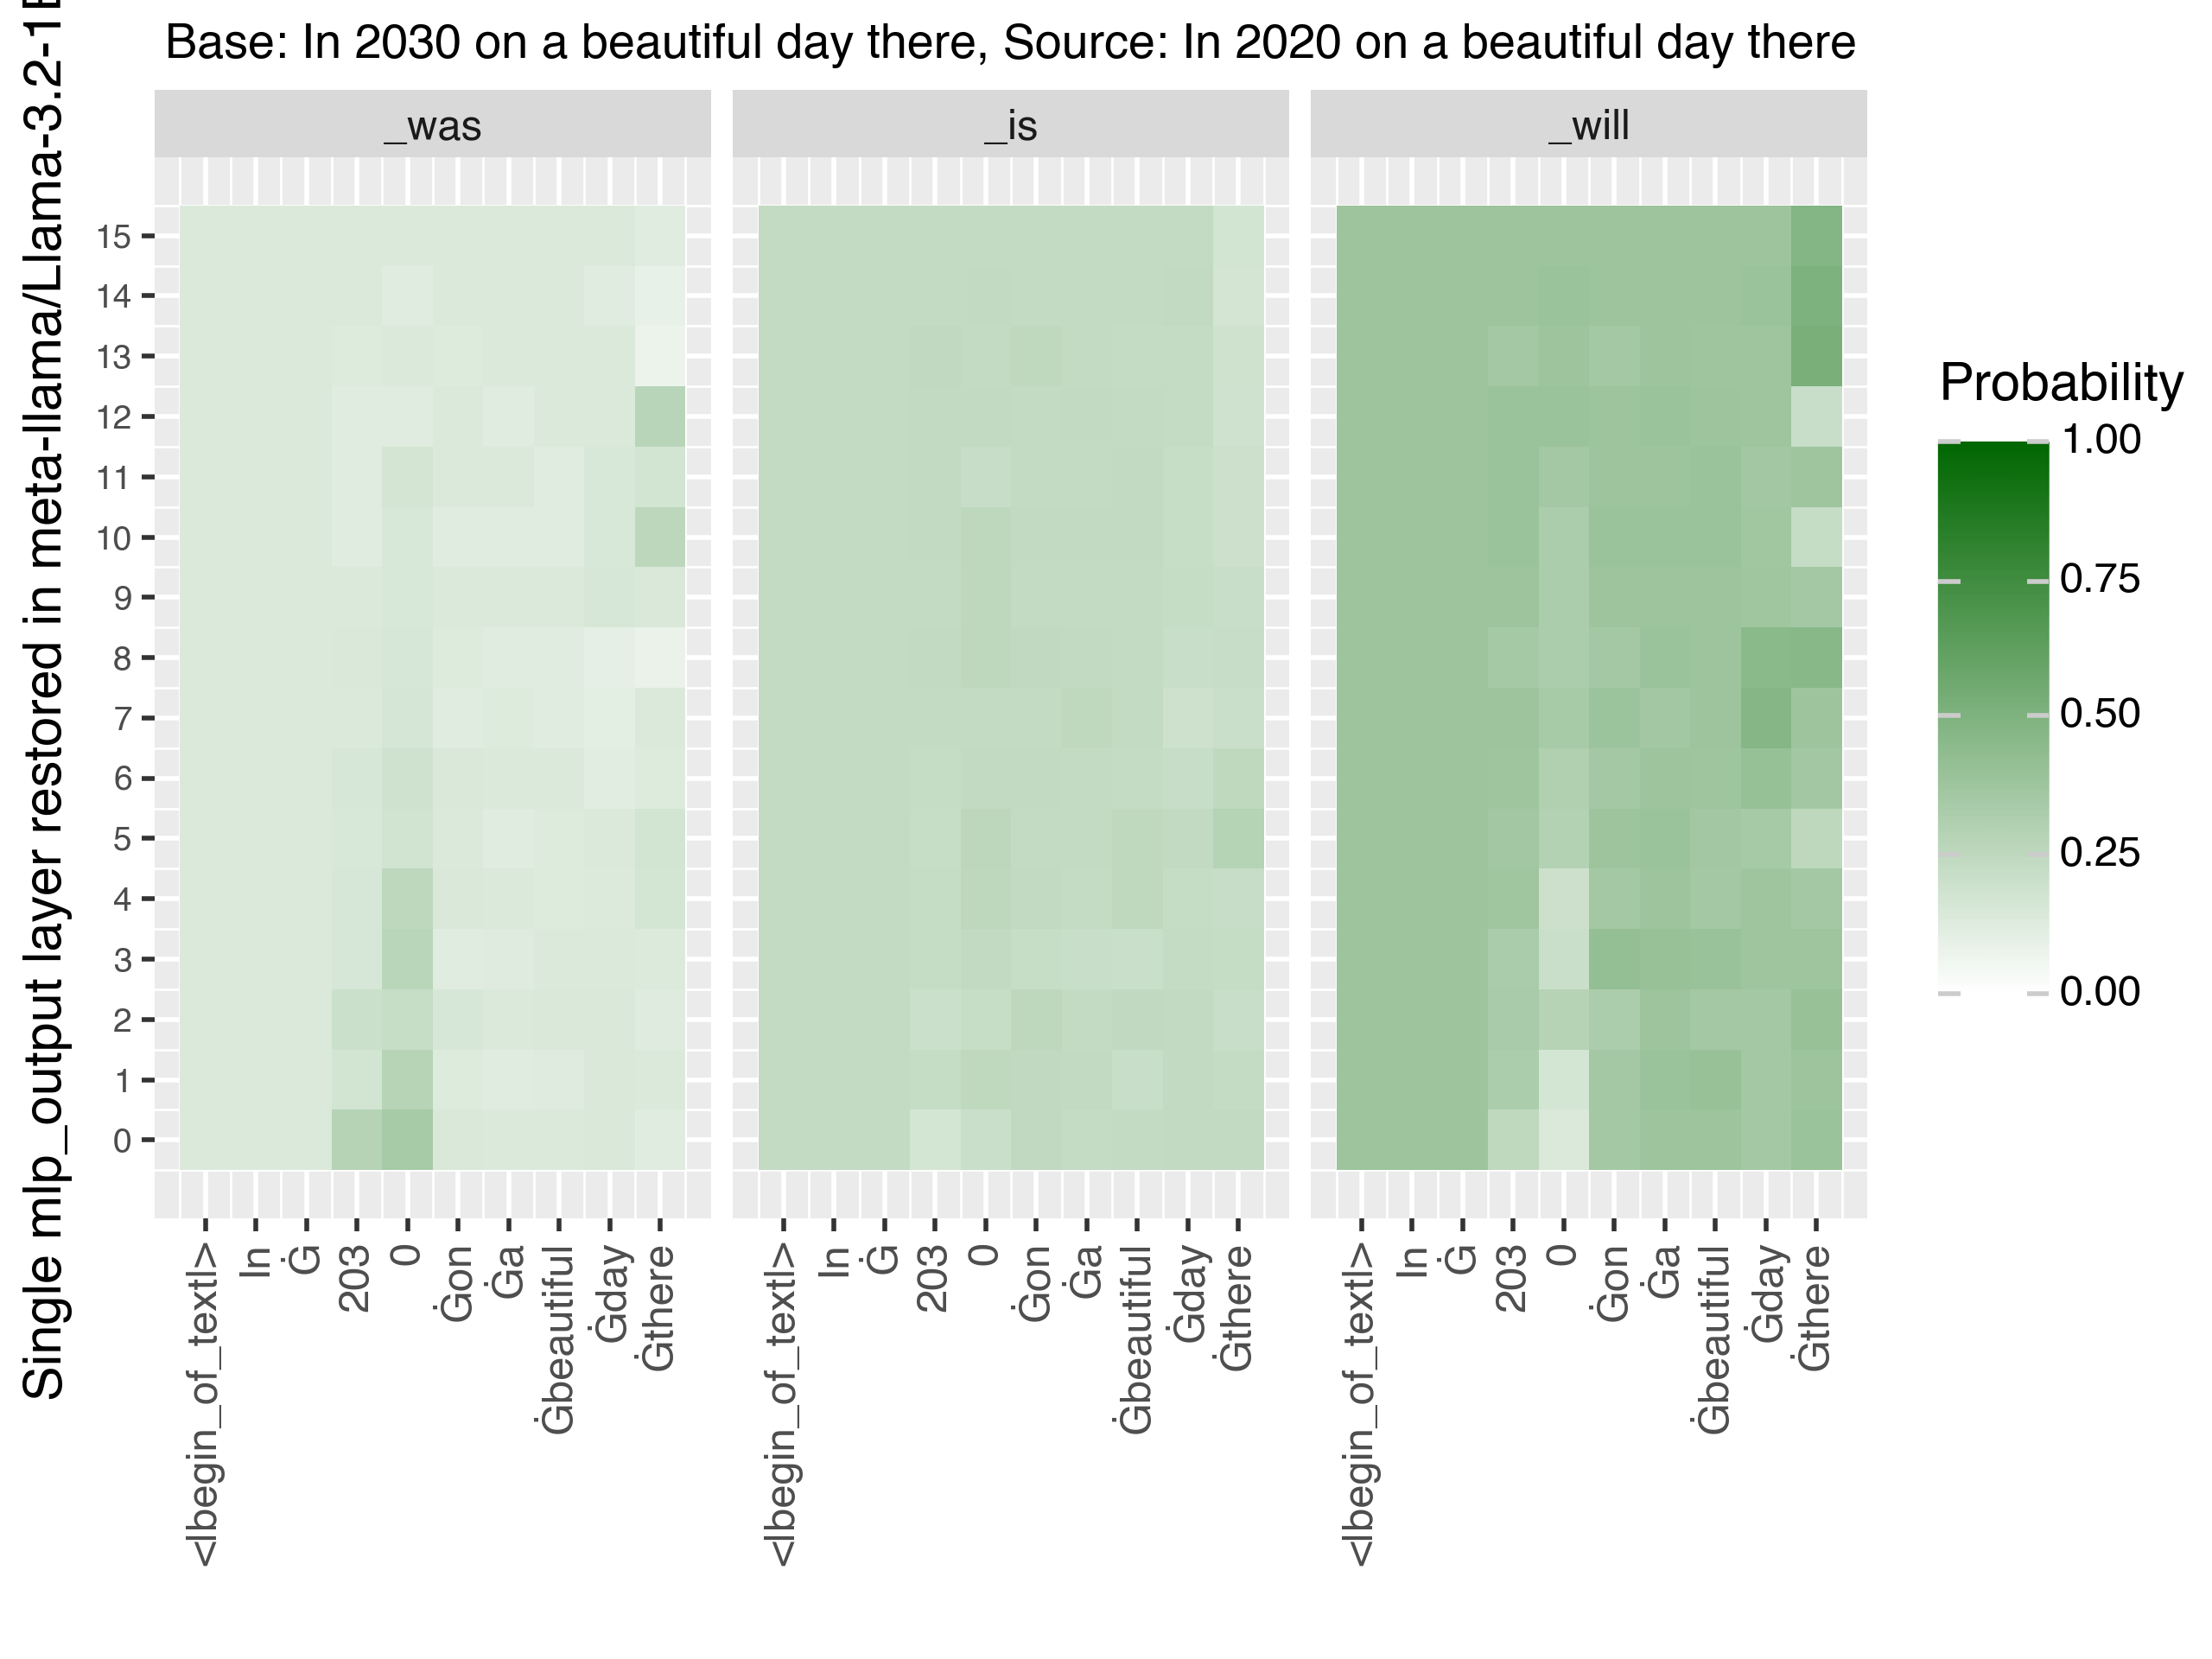 Base: In 2030 on a beautiful day there, Source: In 2020 on a beautiful day there
Single mlp_output layer restored in meta-llama/Llama-3.2-1B
_was
_is
_will
15
14
13
12
11
10
9
8
7
6
5
4
3
2
1
0
<|begin_of_text|>
In
Ġ
203
0
Ġon
Ġa
Ġbeautiful
Ġday
Ġthere
<|begin_of_text|>
In
Ġ
203
0
Ġon
Ġa
Ġbeautiful
Ġday
Ġthere
<|begin_of_text|>
In
Ġ
203
0
Ġon
Ġa
Ġbeautiful
Ġday
Ġthere
Probability
1.00
0.75
0.50
0.25
0.00